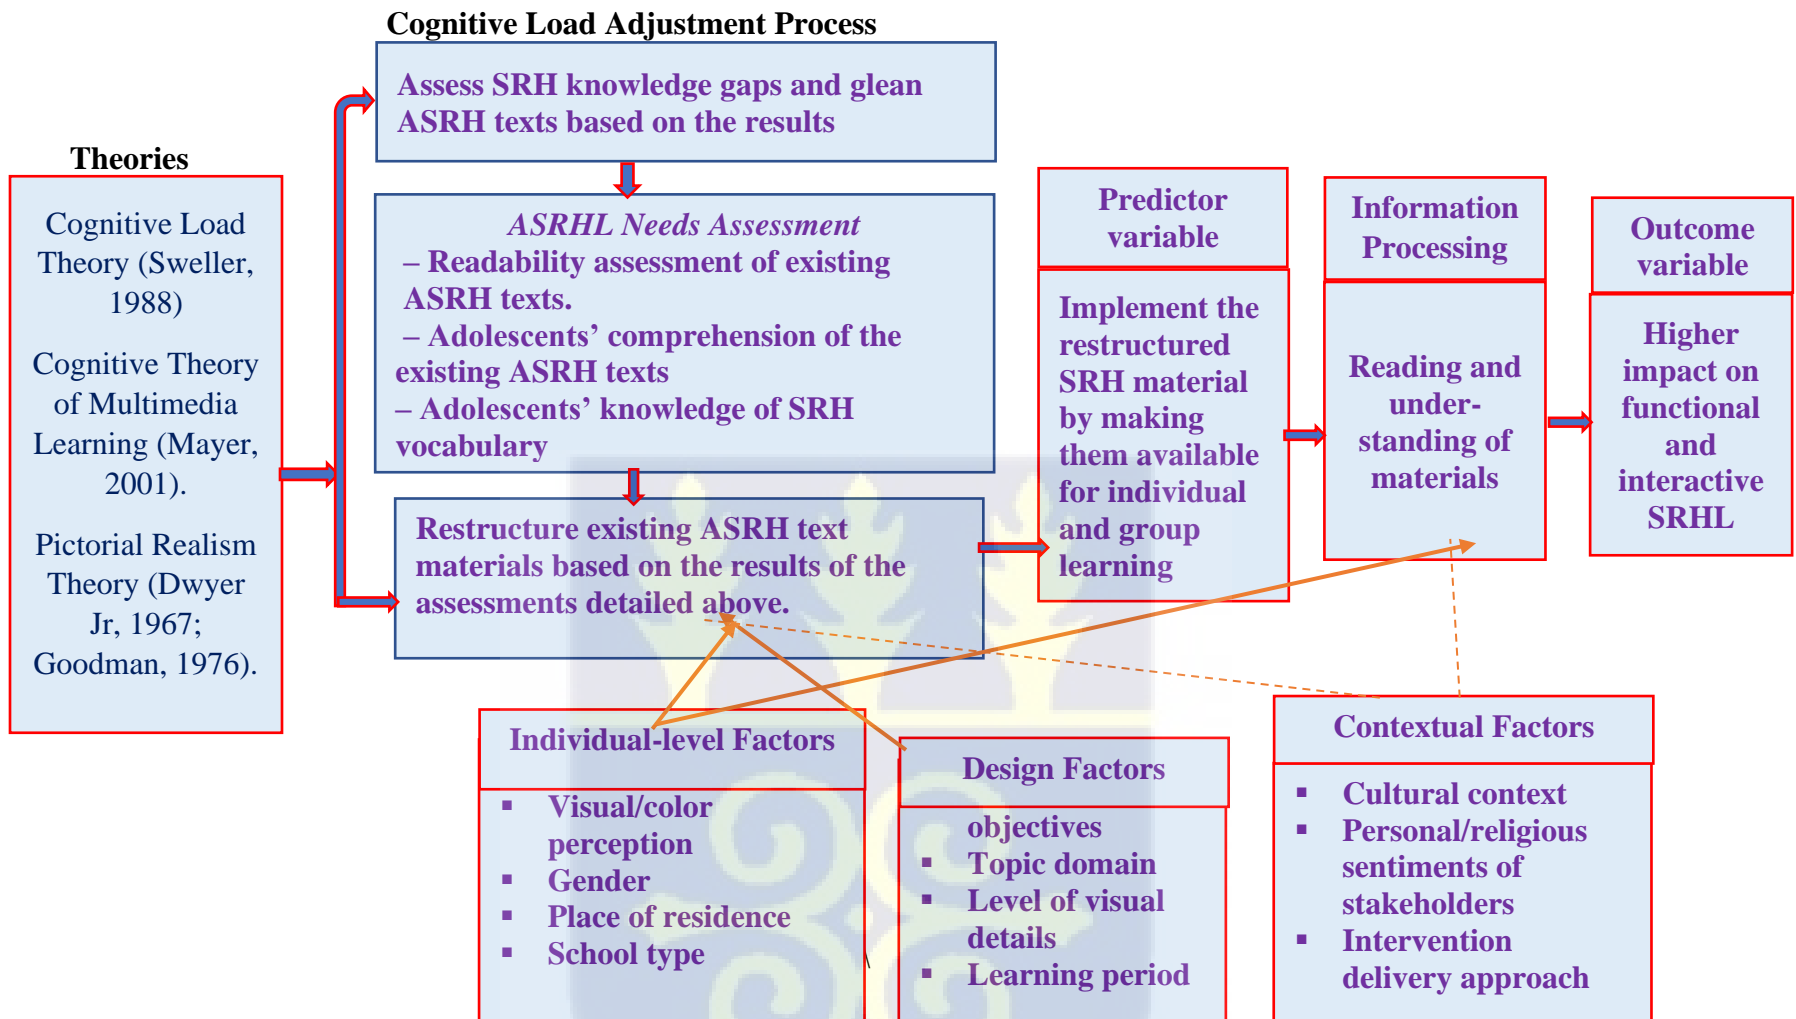 Cognitive Load Adjustment Process
Assess SRH knowledge gaps and glean
ASRH texts based on the results
Theories
Cognitive Load
Theory (Sweller,
1988)
Cognitive Theory
of Multimedia
Learning (Mayer,
2001).
Pictorial Realism
Theory (Dwyer
Jr, 1967;
Goodman, 1976).
ASRHL Needs Assessment
– Readability assessment of existing
ASRH texts.
– Adolescents’ comprehension of the
existing ASRH texts
– Adolescents’ knowledge of SRH
vocabulary
Restructure existing ASRH text
materials based on the results of the
assessments detailed above.
Predictor
variable
Implement the
restructured
SRH material
by making
them available
for individual
and group
learning
Information
Processing
Reading and
under-
standing of
materials
Outcome
variable
Higher
impact on
functional
and
interactive
SRHL
Individual-level Factors
▪ Visual/color
perception
▪ Gender
▪ Place of residence
▪ School type
\
Design Factors
objectives
▪ Topic domain
▪ Level of visual
details
▪ Learning period
Contextual Factors
▪ Cultural context
▪ Personal/religious
sentiments of
stakeholders
▪ Intervention
delivery approach